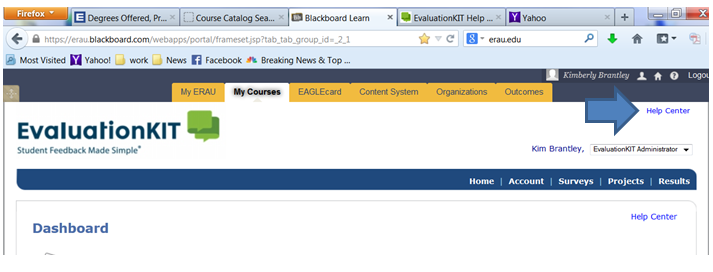 Firefox
Degrees Offered, Pr...
Course Catalog Sea...
Blackboard Learn
EvaluationKIT Help ...
Yahoo
https://erau.blackboard.com/webapps/portal/frameset.jsp?tab_tab_group_id=_2_1
erau.edu
Most Visited Yahoo! work News Facebook Breaking News & Top ...
Kimberly Brantley
Logou
My ERAU My Courses EAGLEcard Content System Organizations Outcomes
Help Center
EvaluationKIT
Student Feedback Made Simple®
Kim Brantley, EvaluationKIT Administrator
Home | Account | Surveys | Projects | Results
Help Center
Dashboard